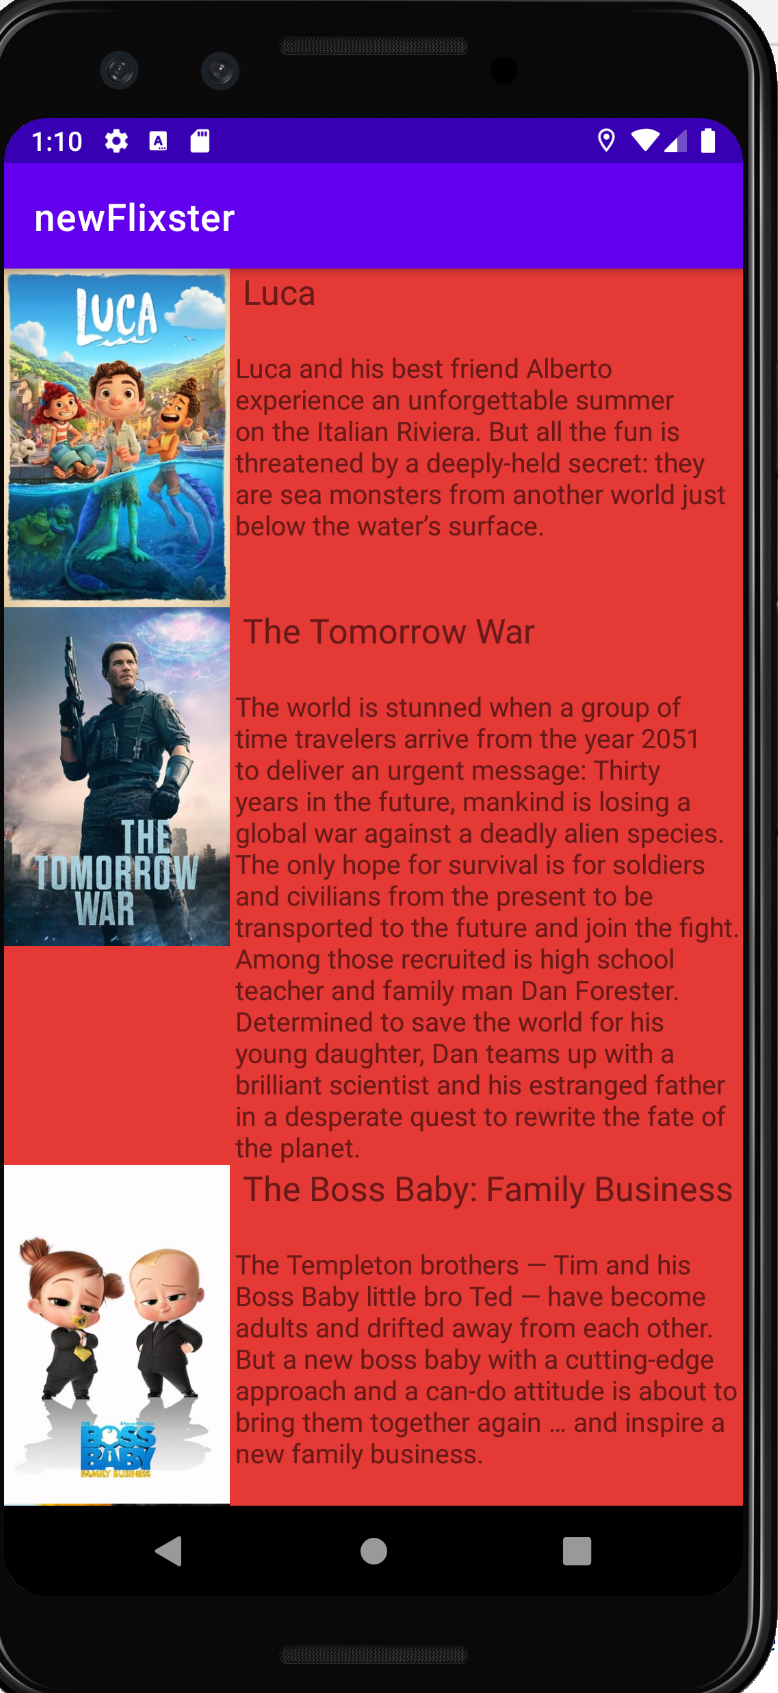 1:10
A
newFlixster
LUCA
Luca
Luca and his best friend Alberto
experience an unforgettable summer
on the Italian Riviera. But all the fun is
threatened by a deeply-held secret: they
are sea monsters from another world just
below the water’s surface.
THE
TOMORROW
WAR
The Tomorrow War
The world is stunned when a group of
time travelers arrive from the year 2051
to deliver an urgent message: Thirty
years in the future, mankind is losing a
global war against a deadly alien species.
The only hope for survival is for soldiers
and civilians from the present to be
transported to the future and join the fight.
Among those recruited is high school
teacher and family man Dan Forester.
Determined to save the world for his
young daughter, Dan teams up with a
brilliant scientist and his estranged father
in a desperate quest to rewrite the fate of
the planet.
BOSS
BABY
FAMILY BUSINESS
The Boss Baby: Family Business
The Templeton brothers — Tim and his
Boss Baby little bro Ted — have become
adults and drifted away from each other.
But a new boss baby with a cutting-edge
approach and a can-do attitude is about to
bring them together again … and inspire a
new family business.